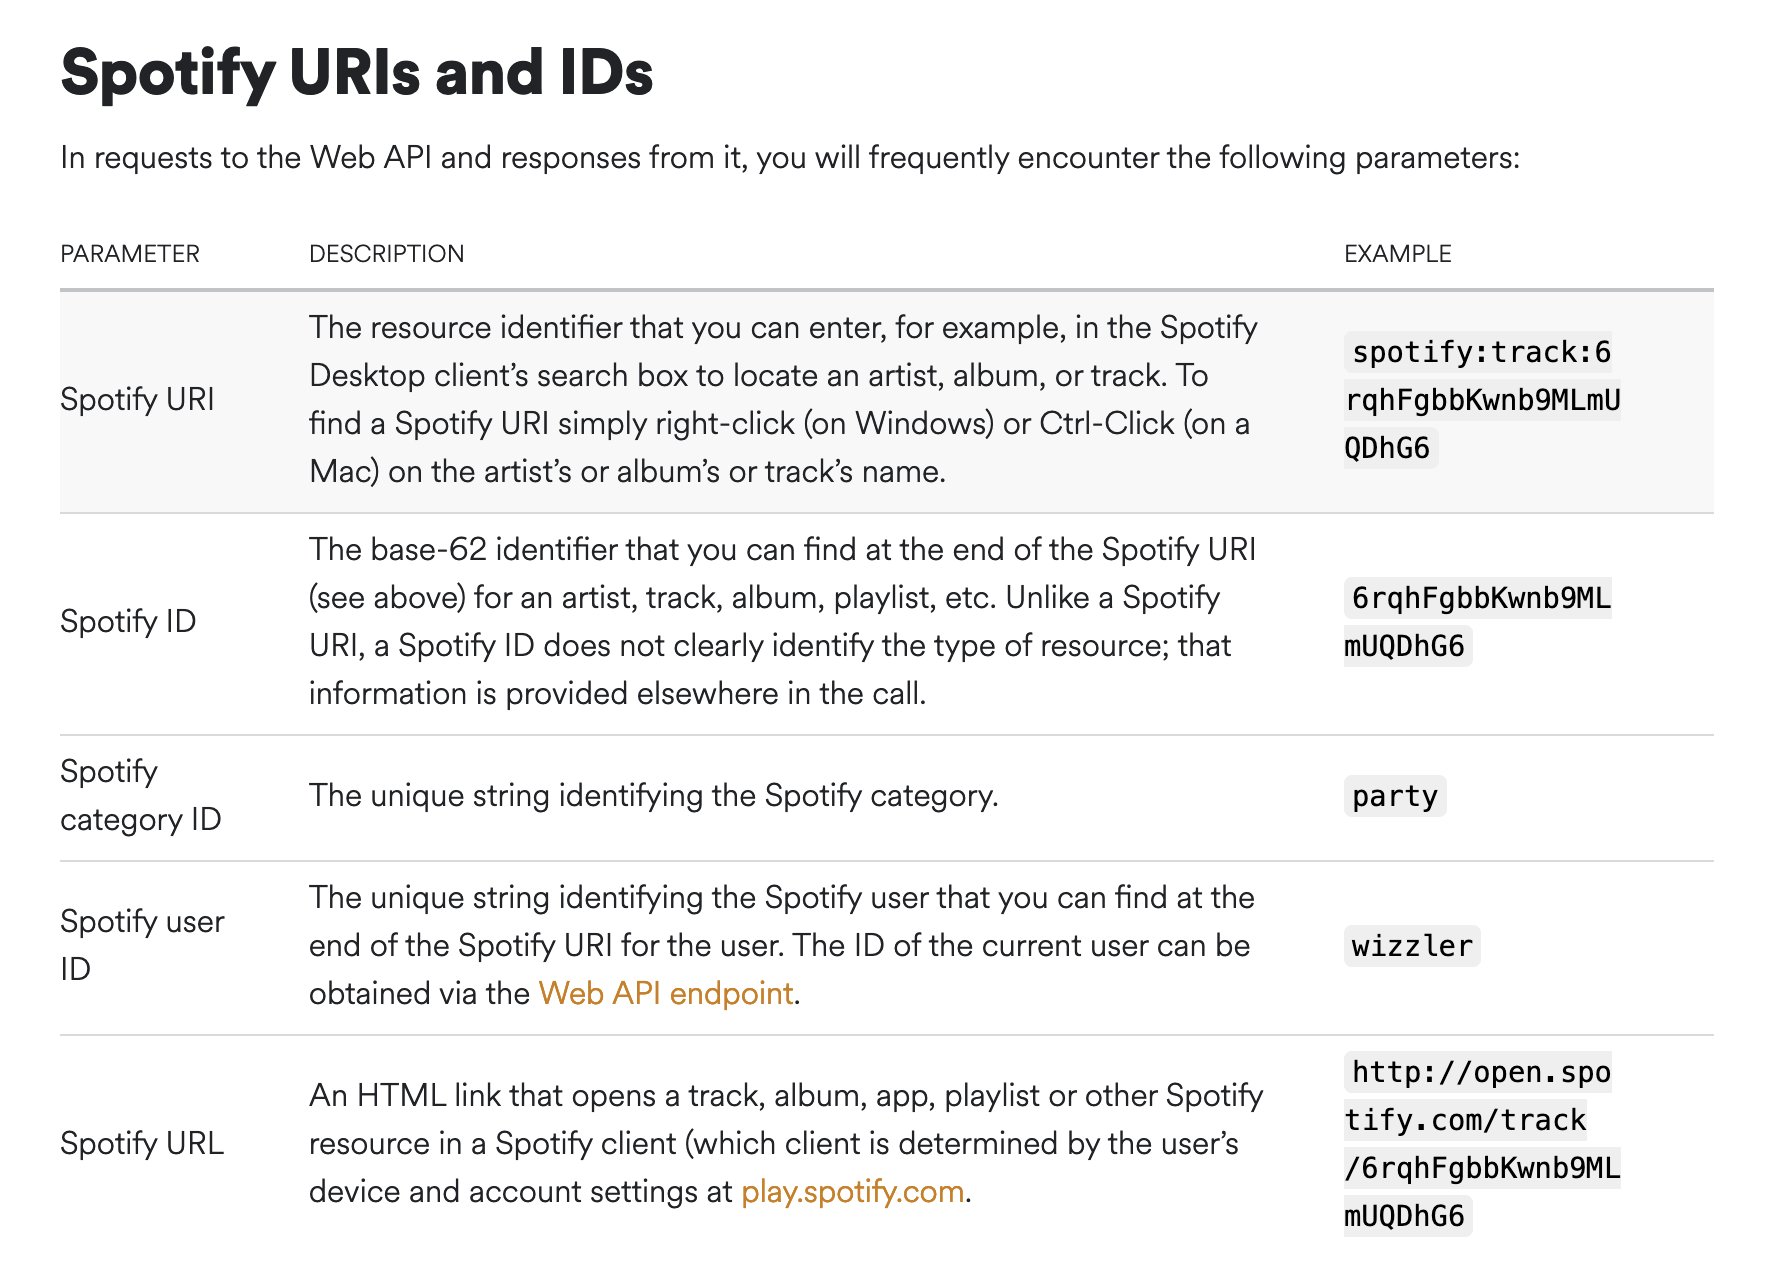 Spotify URIs and IDs
In requests to the Web API and responses from it, you will frequently encounter the following parameters:
PARAMETER DESCRIPTION EXAMPLE
Spotify URI
The resource identifier that you can enter, for example, in the Spotify
Desktop client’s search box to locate an artist, album, or track. To
find a Spotify URI simply right-click (on Windows) or Ctrl-Click (on a
Mac) on the artist’s or album’s or track’s name.
spotify:track:6
rqhFgbbKwnb9MLmU
QDhG6
Spotify ID
The base-62 identifier that you can find at the end of the Spotify URI
(see above) for an artist, track, album, playlist, etc. Unlike a Spotify
URI, a Spotify ID does not clearly identify the type of resource; that
information is provided elsewhere in the call.
6rqhFgbbKwnb9ML
mUQDhG6
Spotify
category ID
The unique string identifying the Spotify category.
party
Spotify user
ID
The unique string identifying the Spotify user that you can find at the
end of the Spotify URI for the user. The ID of the current user can be
obtained via the Web API endpoint.
wizzler
Spotify URL
An HTML link that opens a track, album, app, playlist or other Spotify
resource in a Spotify client (which client is determined by the user’s
device and account settings at play.spotify.com.
http://open.spo
tify.com/track
/6rqhFgbbKwnb9ML
mUQDhG6